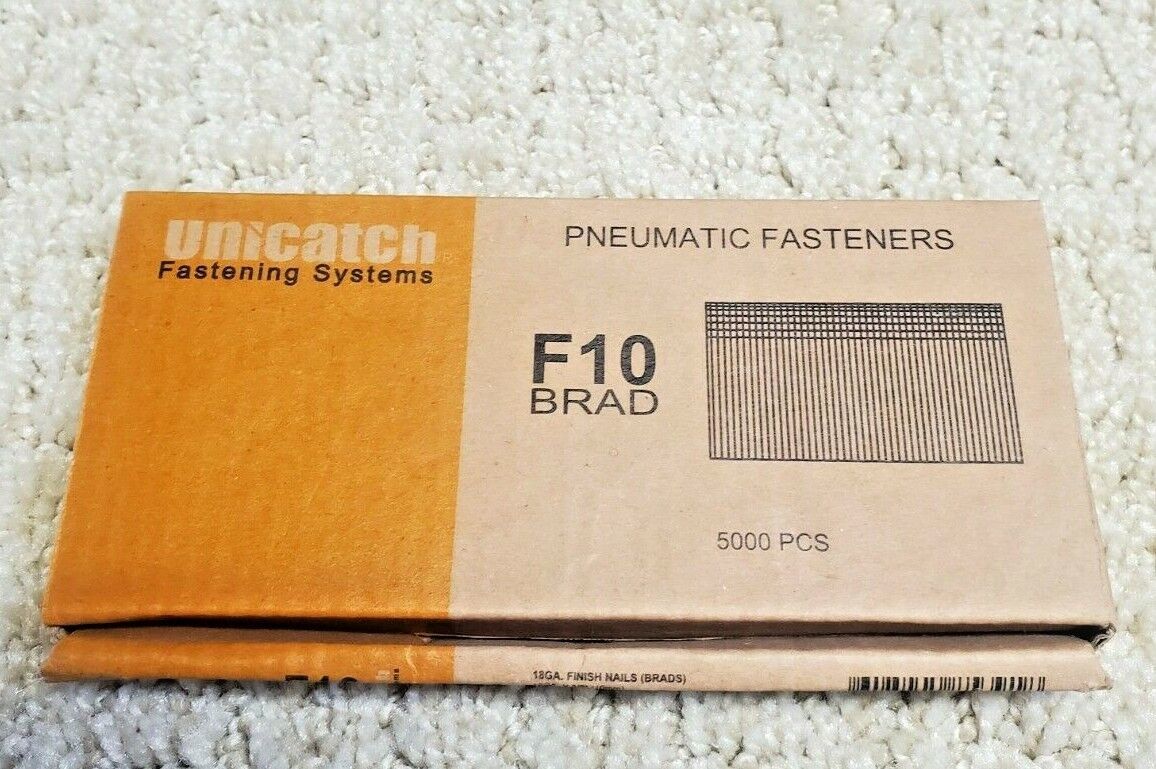 unicatch
Fastening Systems
PNEUMATIC FASTENERS
F10
BRAD
5000 PCS
18GA. FINISH NAILS (BRADS)